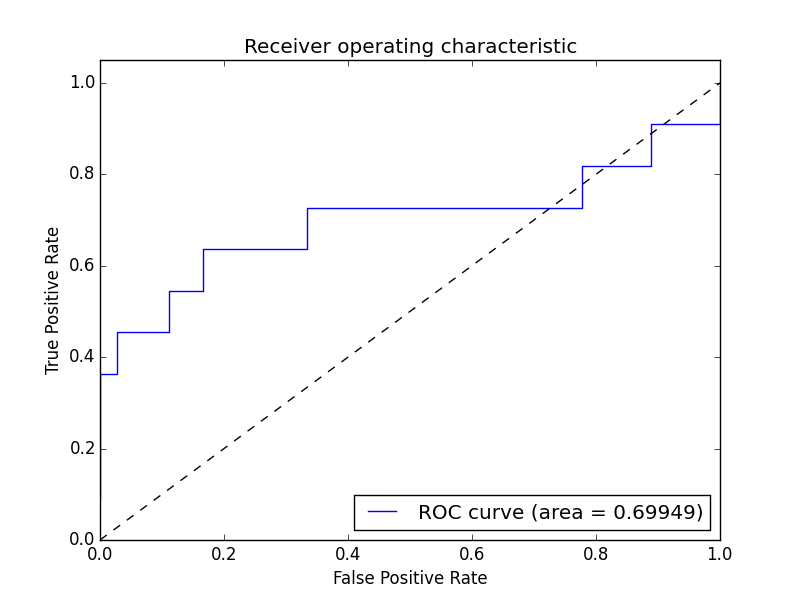 Receiver operating characteristic
True Positive Rate
1.0
0.8
0.6
0.4
0.2
0.0
ROC curve (area = 0.69949)
0.0 0.2 0.4 0.6 0.8 1.0
False Positive Rate